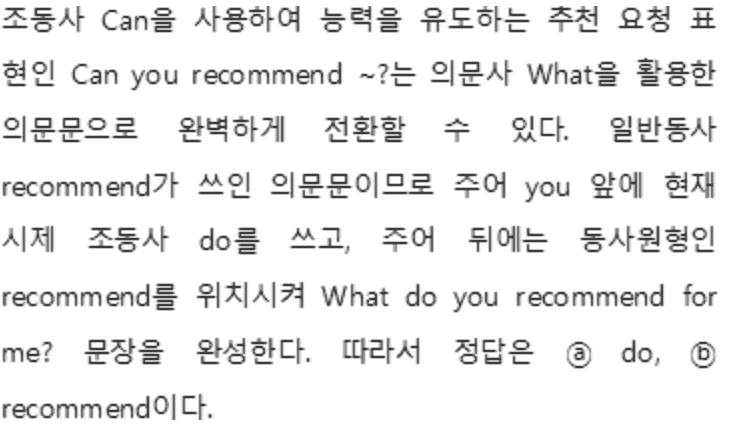 조동사 Can을 사용하여 능력을 유도하는 추천 요청 표
현인 Can you recommend ~?는 의문사 What을 활용한
의문문으로 완벽하게 전환할 수 있다. 일반동사
recommend가 쓰인 의문문이므로 주어 you 앞에 현재
시제 조동사 do를 쓰고, 주어 뒤에는 동사원형인
recommend를 위치시켜 What do you recommend for
me? 문장을 완성한다. 따라서 정답은 ⓐ do, ⓑ
recommend이다.